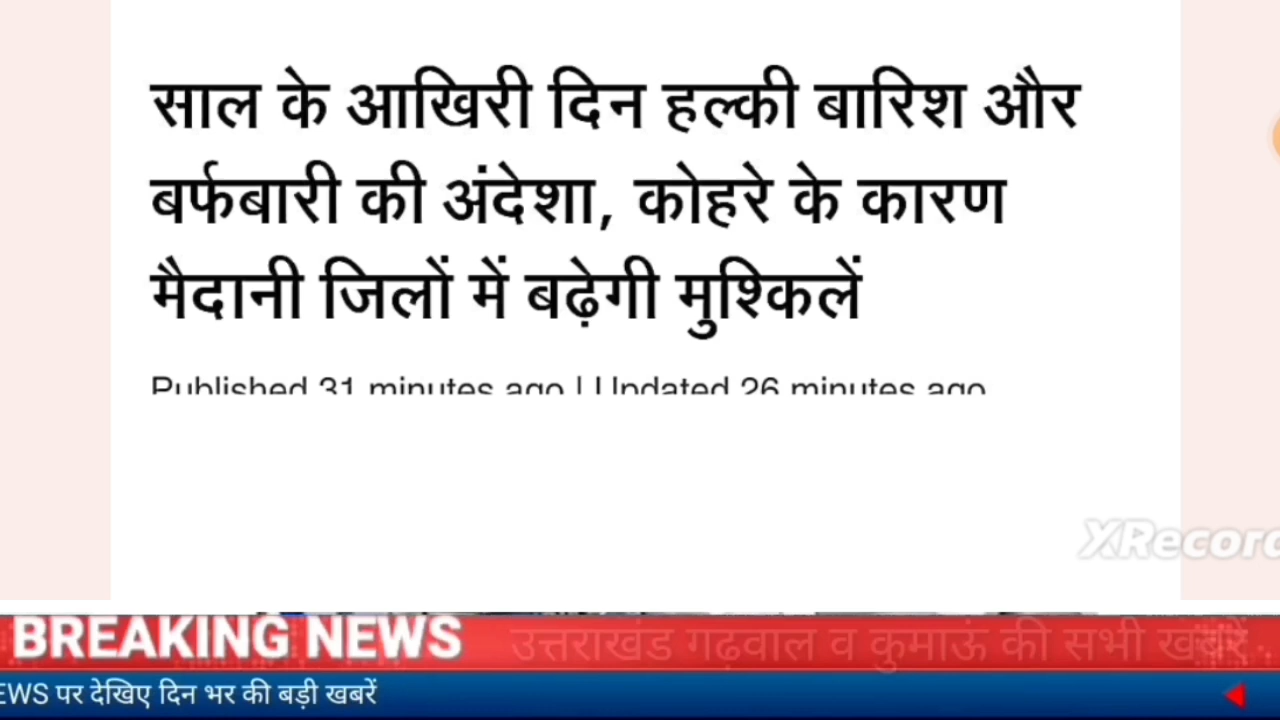 साल के आखिरी दिन हल्की बारिश और
बर्फबारी की अंदेशा, कोहरे के कारण
मैदानी जिलों में बढ़ेगी मुश्किलें
Published 31 minutes ago | Updated 26 minutes ago
XRecord
BREAKING NEWS
उत्तराखंड गढ़वाल व कुमाऊं की सभी खबरें
EWS पर देखिए दिन भर की बड़ी खबरें